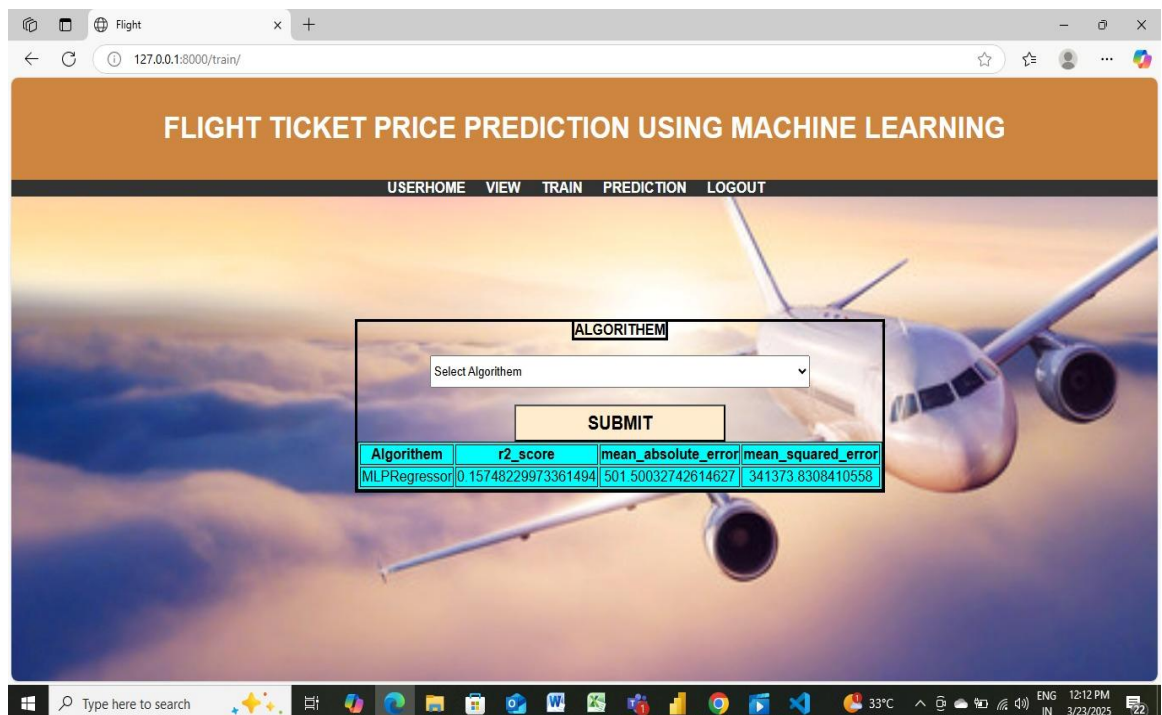 Flight
127.0.0.1:8000/train/
FLIGHT TICKET PRICE PREDICTION USING MACHINE LEARNING
USERHOME VIEW TRAIN PREDICTION LOGOUT
ALGORITHEM
Select Algorithem
SUBMIT
Algorithem r2_score mean_absolute_error mean_squared_error
MLPRegressor 0.15748229973361494 501.50032742614627 341373.8308410558
Type here to search 33°C ENG 12:12 PM
IN 3/23/2025 22